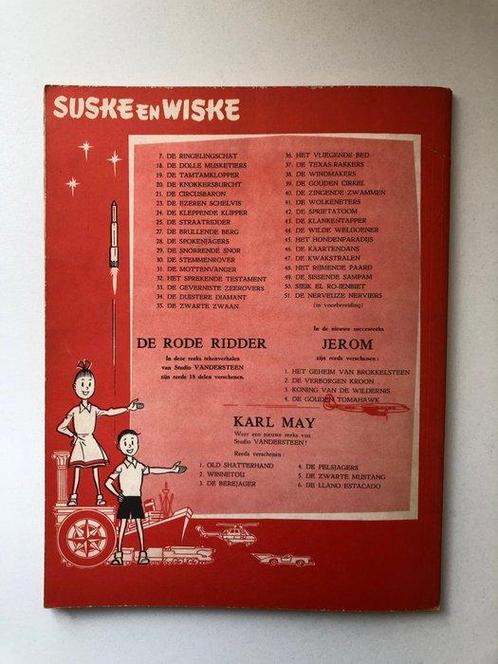 SUSKE EN WISKE
7. DE RINGELINGSCHAT
18. DE DOLLE MUSKETIERS
19. DE TAMTAMKLOPPER
20. DE KNOKKERSBURCHT
21. DE CIRCUSBARON
23. DE IJZEREN SCHELVIS
24. DE KLEPPENDE KLIPPER
25. DE STRAATRIDDER
27. DE BRULLENDE BERG
28. DE SPOKENJAGERS
29. DE SNORRENDE SNOR
30. DE STEMMENROVER
31. DE MOTTENVANGER
32. HET SPREKENDE TESTAMENT
33. DE GEVERNISTE ZEEROVERS
34. DE DUISTERE DIAMANT
35. DE ZWARTE ZWAAN
36. HET VLIEGENDE BED
37. DE TEXAS-RAKKERS
38. DE WINDMAKERS
39. DE GOUDEN CIRKEL
40. DE ZINGENDE ZWAMMEN
41. DE WOLKENETERS
42. DE SPRIETATOOM
43. DE KLANKENTAPPER
44. DE WILDE WELDOENER
45. HET HONDENPARADIJS
46. DE KAARTENDANS
47. DE KWAKSTRALEN
48. HET RIJMENDE PAARD
49. DE SISSENDE SAMPAM
50. SJEIK EL RO-JENBIET
51. DE NERVEUZE NERVIERS
(in voorbereiding)
DE RODE RIDDER
In deze reeks tekenverhalen
van Studio VANDERSTEEN
zijn reeds 18 delen verschenen.
In de nieuwe succesreeks
JEROM
zijn reeds verschenen :
1. HET GEHEIM VAN BROKKELSTEEN
2. DE VERBORGEN KROON
3. KONING VAN DE WILDERNIS
4. DE GOUDEN TOMAHAWK
KARL MAY
Weer een nieuwe reeks van
Studio VANDERSTEEN !
Reeds verschenen :
1. OLD SHATTERHAND
2. WINNETOU
3. DE BEREJAGER
4. DE PELSJAGERS
5. DE ZWARTE MUSTANG
6. DE LLANO ESTACADO